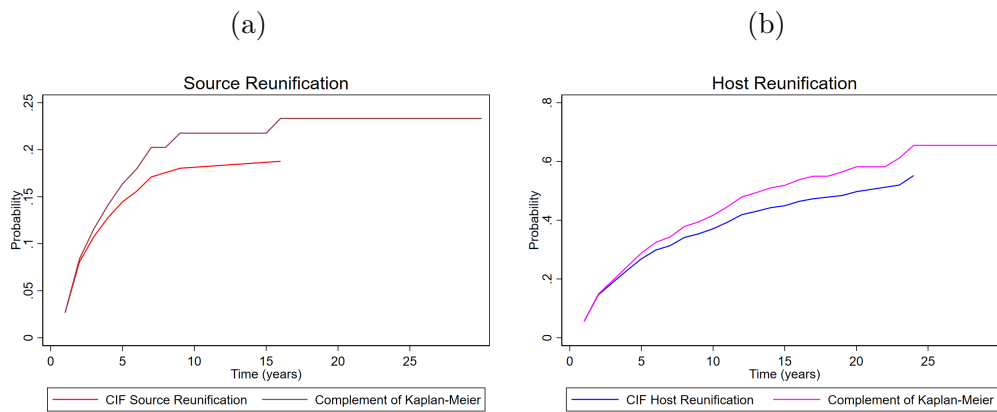 (a)
Source Reunification
Probability
0 .05 .1 .15 .2 .25
0 5 10 15 20 25
Time (years)
CIF Source Reunification Complement of Kaplan-Meier
(b)
Host Reunification
Probability
0 .2 .4 .6 .8
0 5 10 15 20 25
Time (years)
CIF Host Reunification Complement of Kaplan-Meier